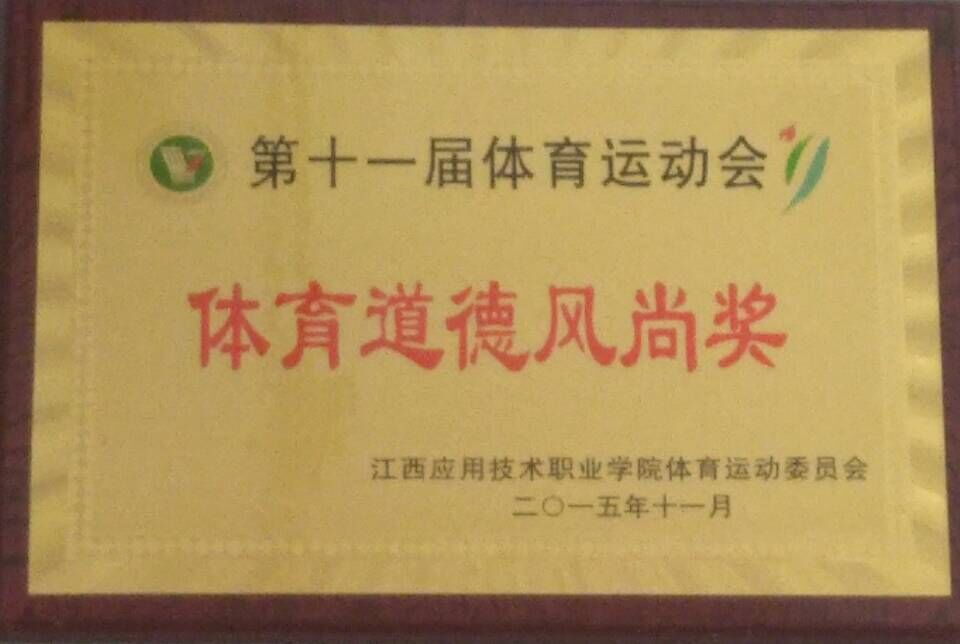 第十一届体育运动会
体育道德风尚奖
江西应用技术职业学院体育运动委员会
二〇一五年十一月